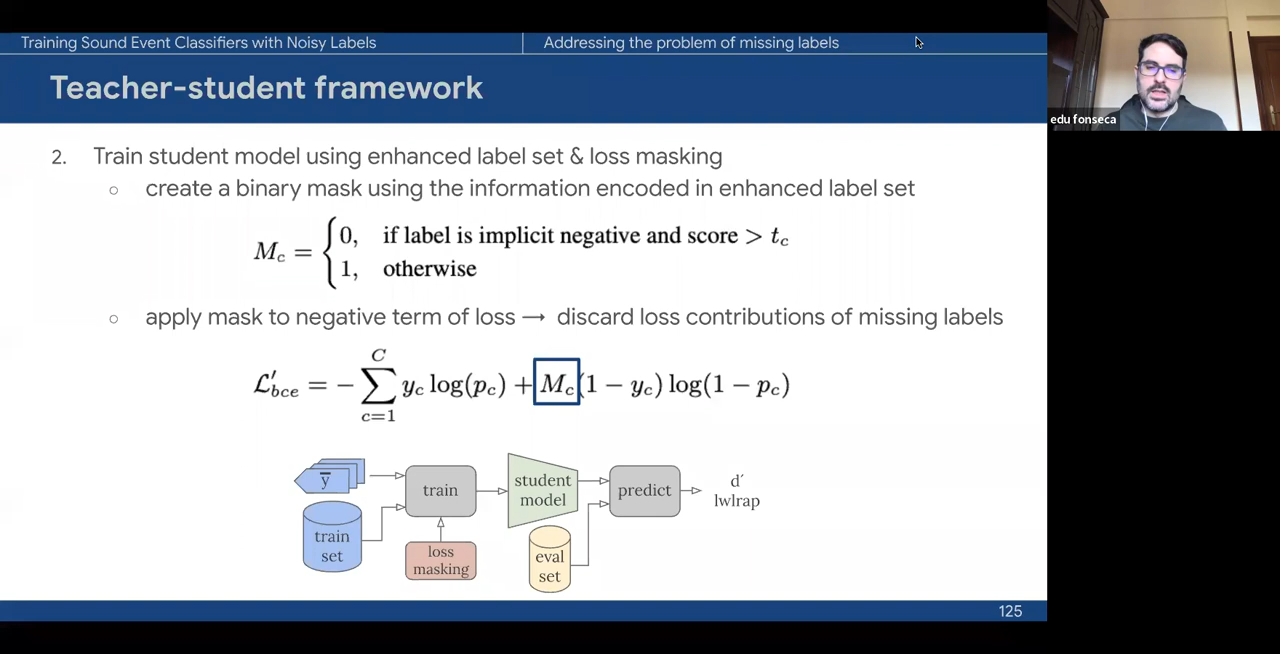 Training Sound Event Classifiers with Noisy Labels
Addressing the problem of missing labels
Teacher-student framework
edu fonseca
2. Train student model using enhanced label set & loss masking
○ create a binary mask using the information encoded in enhanced label set
M_c = { 0, if label is implicit negative and score > t_c
1, otherwise
○ apply mask to negative term of loss → discard loss contributions of missing labels
L'_bce = − ∑_{c=1}^{C} y_c log(p_c) + M_c (1 − y_c) log(1 − p_c)
y̅
train
set
train
loss
masking
student
model
eval
set
predict
d′
lwlrap
125